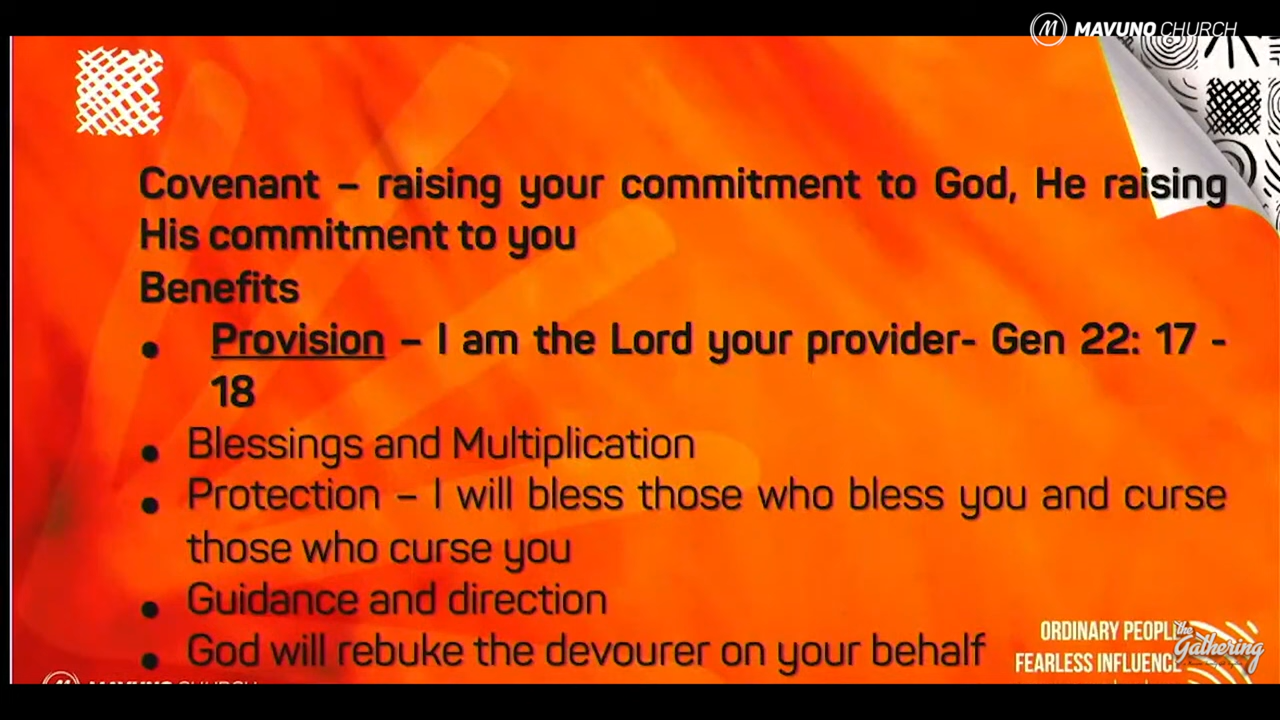 MAVUNO CHURCH
Covenant – raising your commitment to God, He raising
His commitment to you
Benefits
• Provision – I am the Lord your provider- Gen 22: 17 -
18
• Blessings and Multiplication
• Protection – I will bless those who bless you and curse
those who curse you
• Guidance and direction
• God will rebuke the devourer on your behalf
ORDINARY PEOPLE
FEARLESS INFLUENCE
the
Gathering
MAVUNO CHURCH